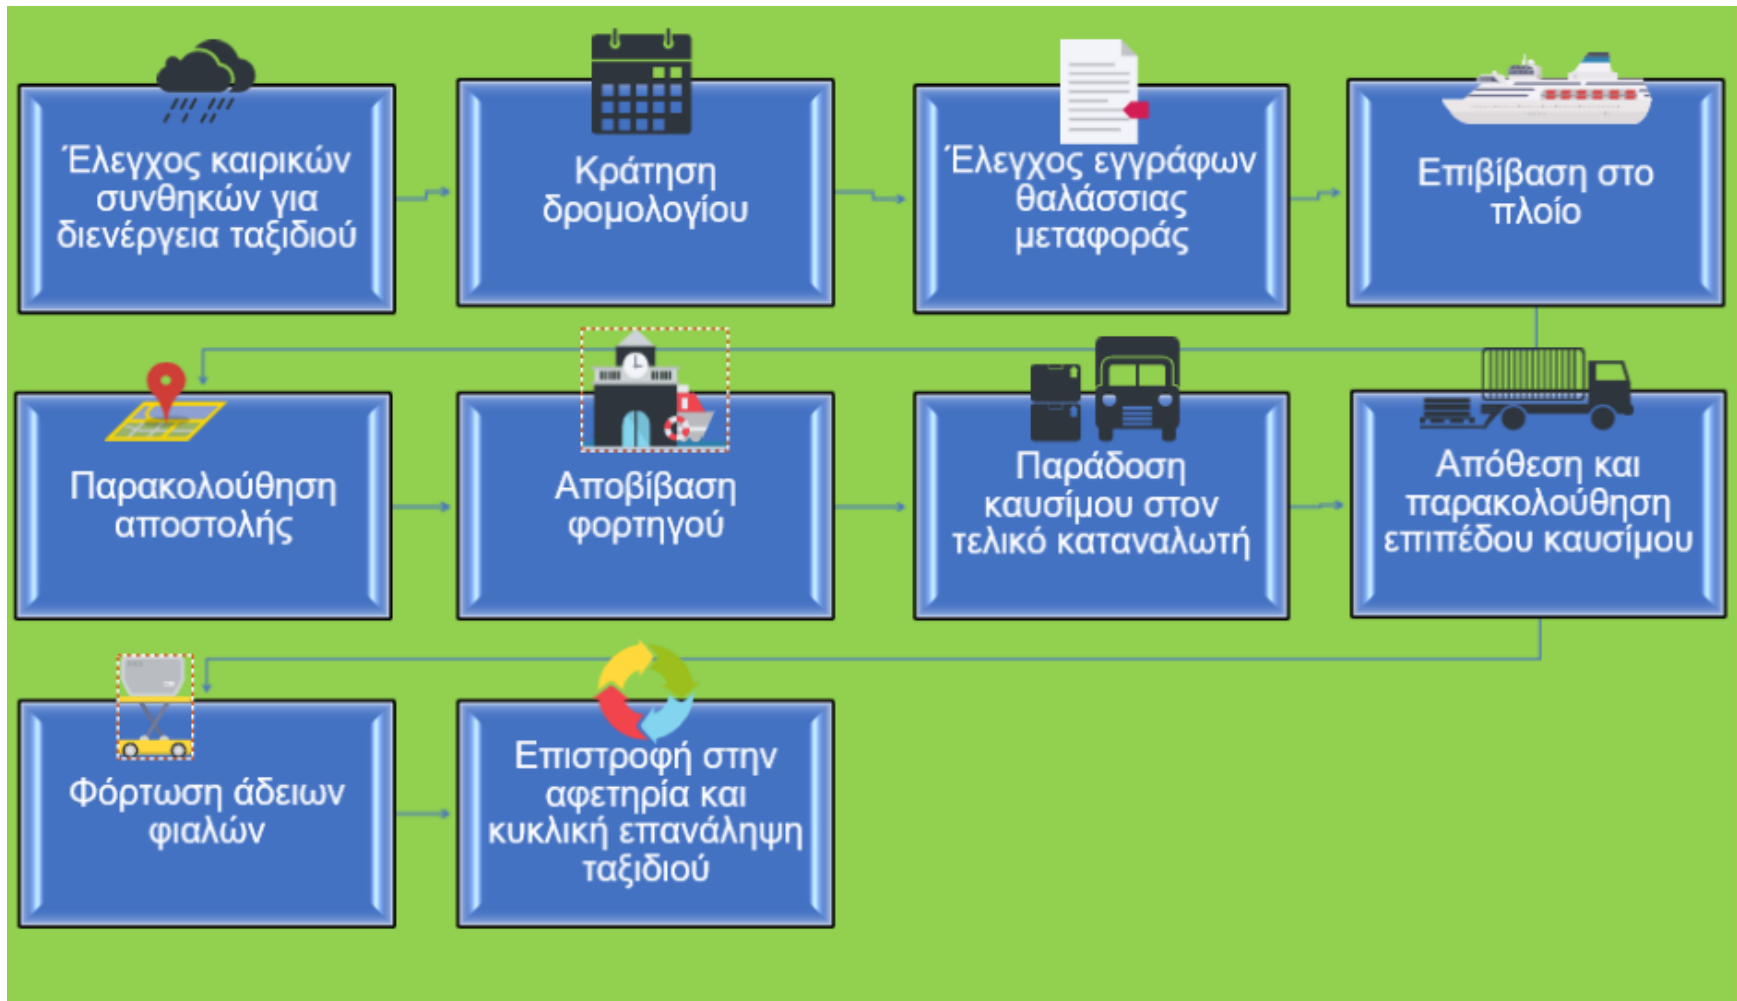 Έλεγχος καιρικών
συνθηκών για
διενέργεια ταξιδιού
Κράτηση
δρομολογίου
Έλεγχος εγγράφων
θαλάσσιας
μεταφοράς
Επιβίβαση στο
πλοίο
Παρακολούθηση
αποστολής
Αποβίβαση
φορτηγού
Παράδοση
καυσίμου στον
τελικό καταναλωτή
Απόθεση και
παρακολούθηση
επιπέδου καυσίμου
Φόρτωση άδειων
φιαλών
Επιστροφή στην
αφετηρία και
κυκλική επανάληψη
ταξιδιού